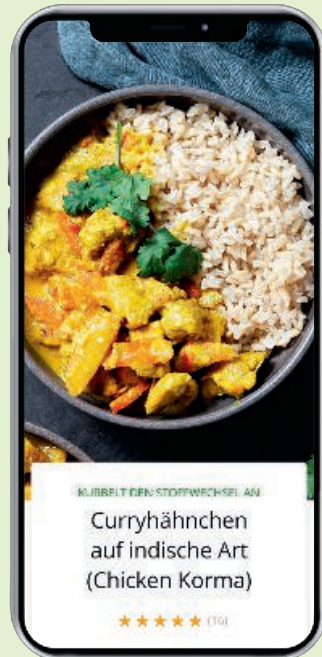 KURBELT DEN STOFFWECHSEL AN
Curryhähnchen
auf indische Art
(Chicken Korma)
(16)